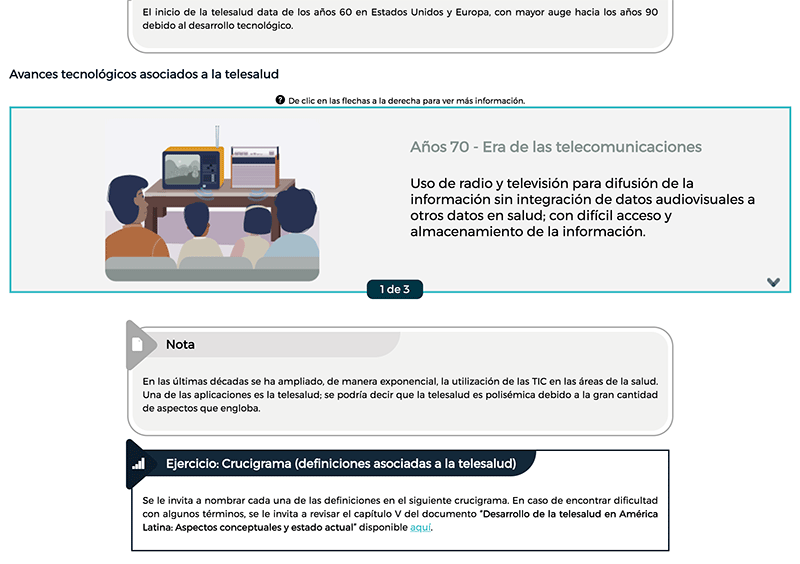 El inicio de la telesalud data de los años 60 en Estados Unidos y Europa, con mayor auge hacia los años 90
debido al desarrollo tecnológico.
Avances tecnológicos asociados a la telesalud
De clic en las flechas a la derecha para ver más información.
Años 70 - Era de las telecomunicaciones
Uso de radio y televisión para difusión de la
información sin integración de datos audiovisuales a
otros datos en salud; con difícil acceso y
almacenamiento de la información.
1 de 3
Nota
En las últimas décadas se ha ampliado, de manera exponencial, la utilización de las TIC en las áreas de la salud.
Una de las aplicaciones es la telesalud; se podría decir que la telesalud es polisémica debido a la gran cantidad
de aspectos que engloba.
Ejercicio: Crucigrama (definiciones asociadas a la telesalud)
Se le invita a nombrar cada una de las definiciones en el siguiente crucigrama. En caso de encontrar dificultad
con algunos términos, se le invita a revisar el capítulo V del documento “Desarrollo de la telesalud en América
Latina: Aspectos conceptuales y estado actual” disponible aquí.